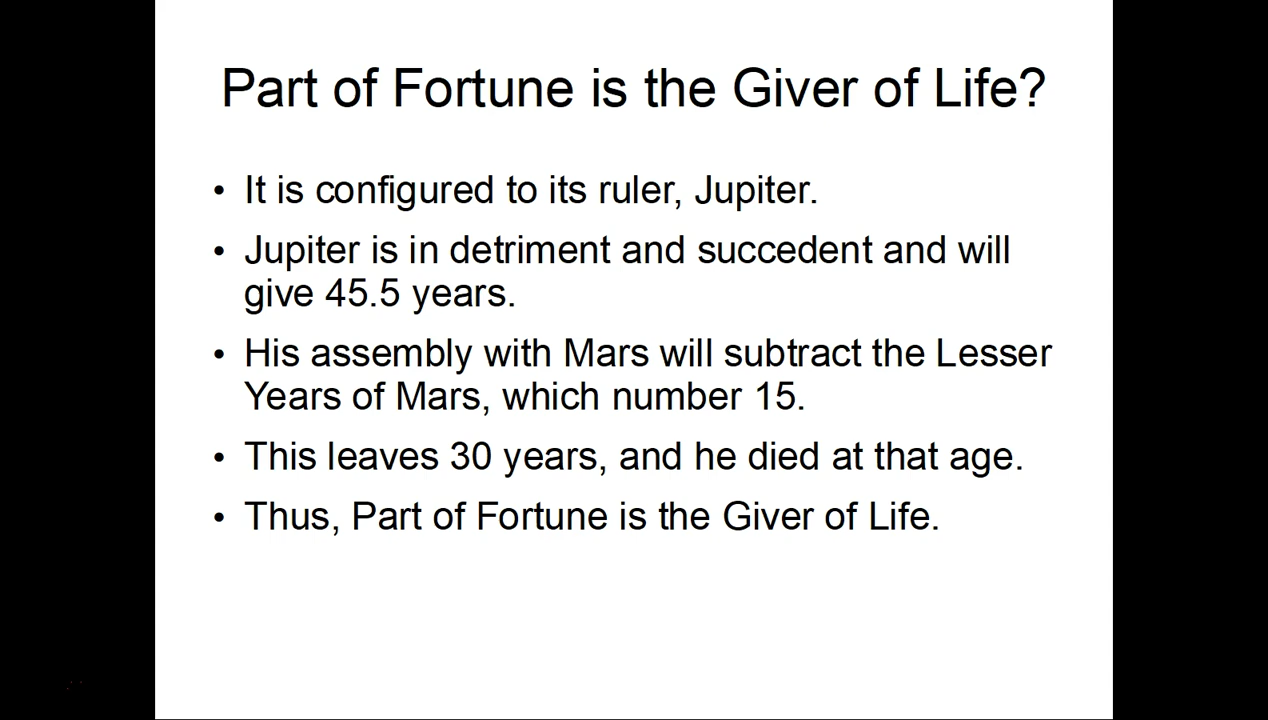 Part of Fortune is the Giver of Life?
• It is configured to its ruler, Jupiter.
• Jupiter is in detriment and succedent and will
give 45.5 years.
• His assembly with Mars will subtract the Lesser
Years of Mars, which number 15.
• This leaves 30 years, and he died at that age.
• Thus, Part of Fortune is the Giver of Life.